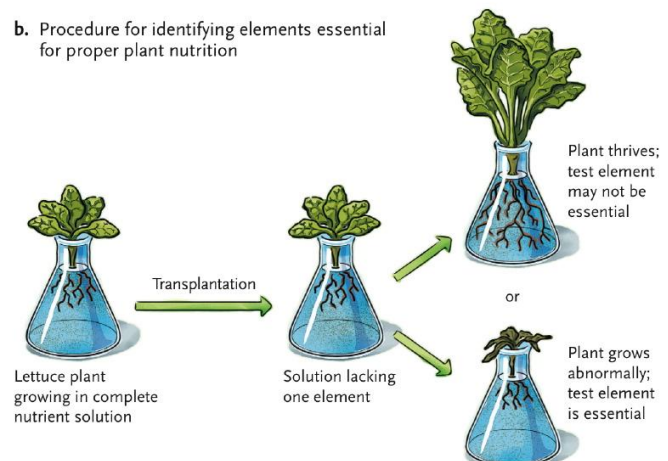 b. Procedure for identifying elements essential
for proper plant nutrition
Plant thrives;
test element
may not be
essential
Transplantation
or
Lettuce plant
growing in complete
nutrient solution
Solution lacking
one element
Plant grows
abnormally;
test element
is essential